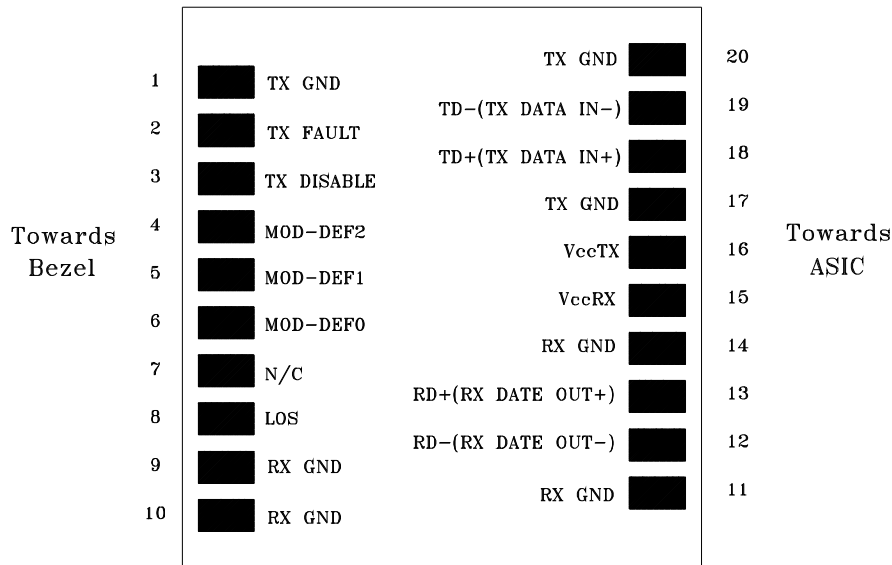 TX GND 20
1 TX GND
TD-(TX DATA IN-) 19
2 TX FAULT
TD+(TX DATA IN+) 18
3 TX DISABLE
TX GND 17
4 MOD-DEF2
Towards
Bezel
VccTX 16
Towards
ASIC
5 MOD-DEF1
VccRX 15
6 MOD-DEF0
RX GND 14
7 N/C
RD+(RX DATE OUT+) 13
8 LOS
RD-(RX DATE OUT-) 12
9 RX GND
RX GND 11
10 RX GND